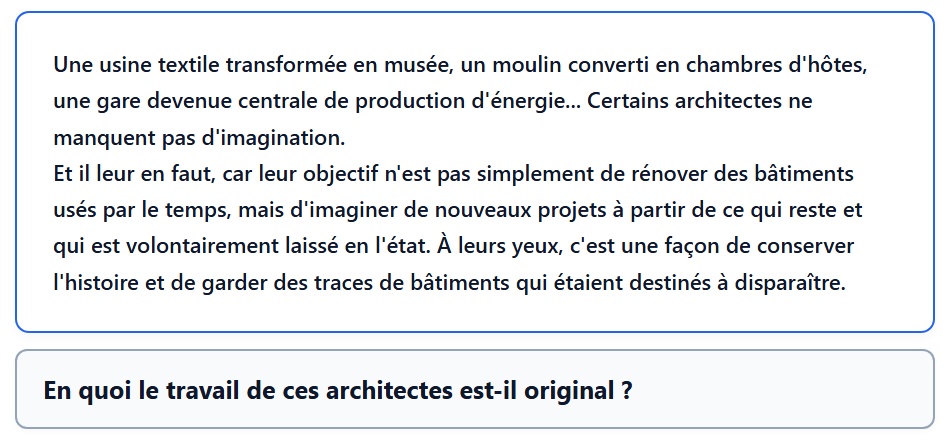 Une usine textile transformée en musée, un moulin converti en chambres d'hôtes,
une gare devenue centrale de production d'énergie... Certains architectes ne
manquent pas d'imagination.
Et il leur en faut, car leur objectif n'est pas simplement de rénover des bâtiments
usés par le temps, mais d'imaginer de nouveaux projets à partir de ce qui reste et
qui est volontairement laissé en l'état. À leurs yeux, c'est une façon de conserver
l'histoire et de garder des traces de bâtiments qui étaient destinés à disparaître.
En quoi le travail de ces architectes est-il original ?